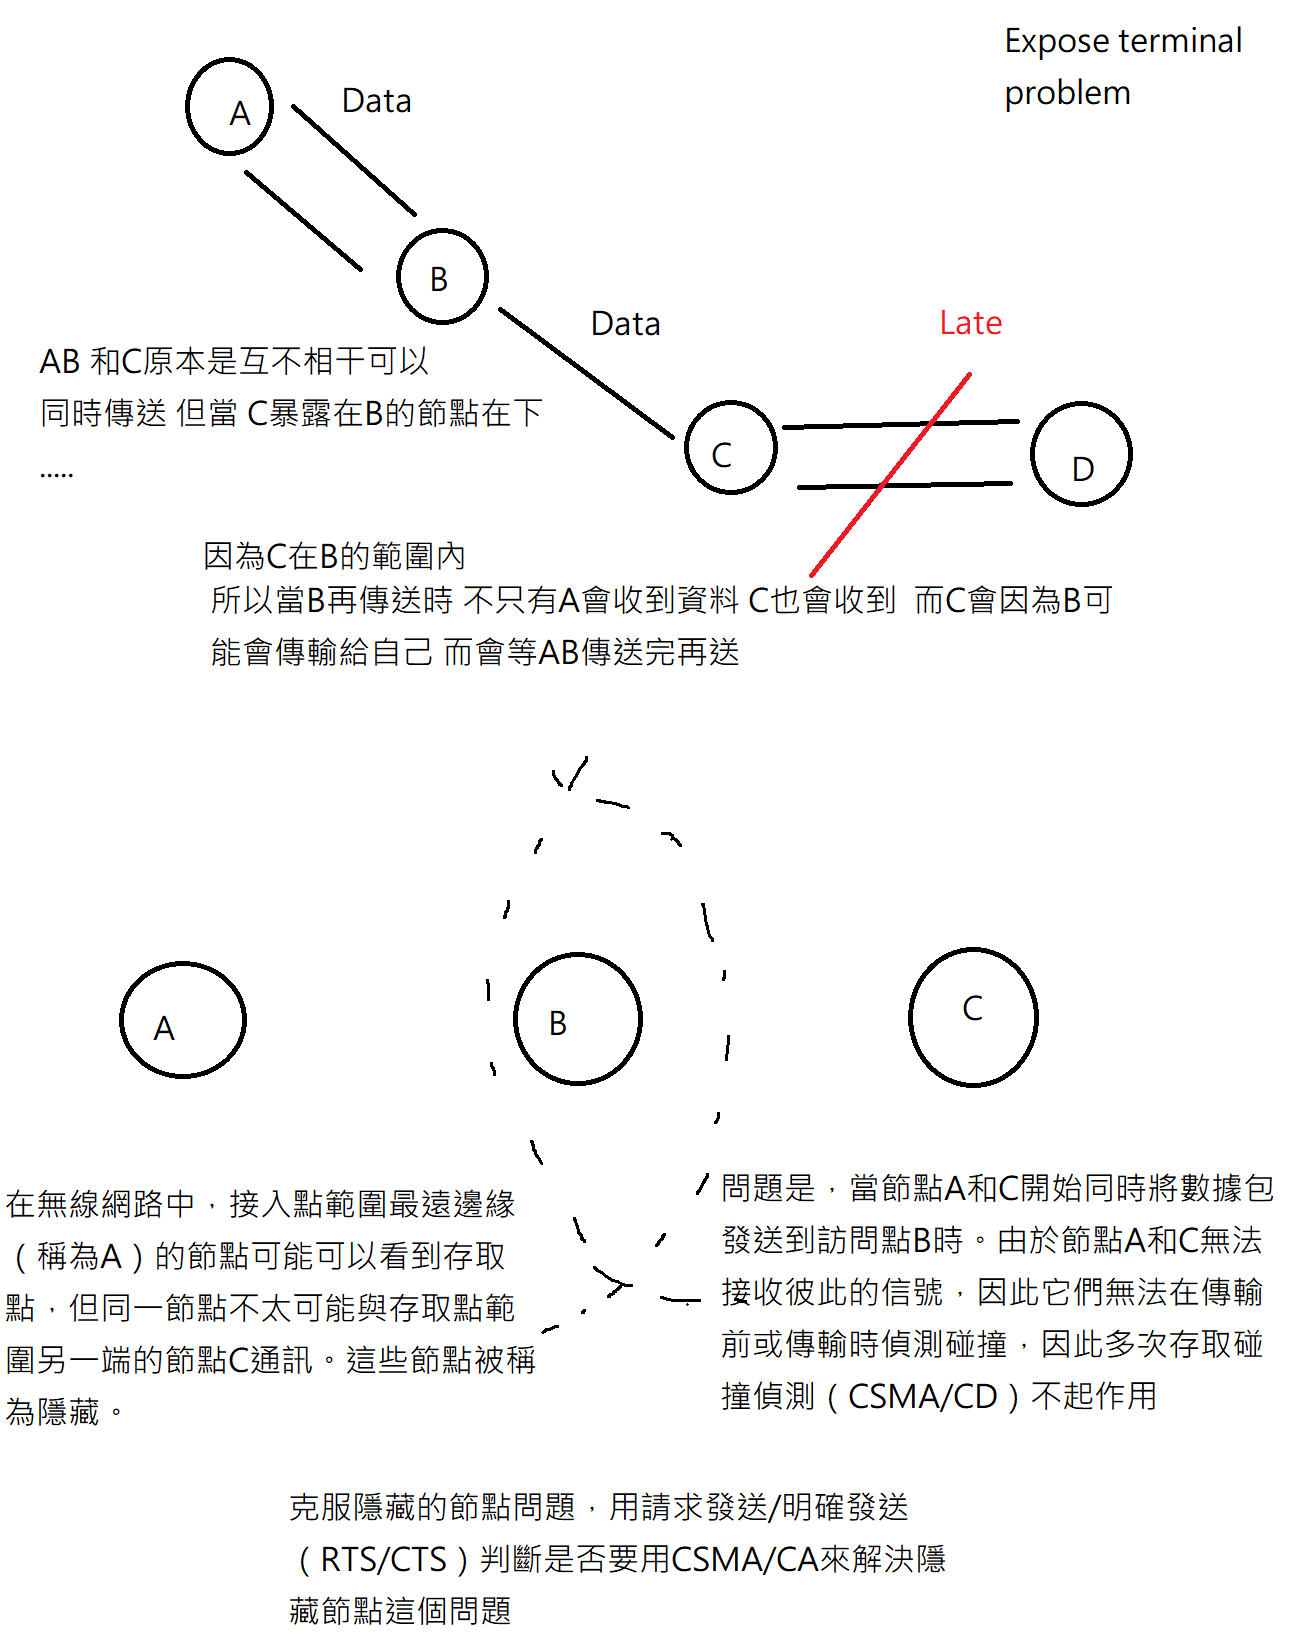 Expose terminal
problem
A
Data
B
Data
Late
C
D
AB 和C原本是互不相干可以
同時傳送 但當 C暴露在B的節點在下
.....
因為C在B的範圍內
所以當B再傳送時 不只有A會收到資料 C也會收到 而C會因為B可
能會傳輸給自己 而會等AB傳送完再送
A
B
C
在無線網路中，接入點範圍最遠邊緣
（稱為A）的節點可能可以看到存取
點，但同一節點不太可能與存取點範
圍另一端的節點C通訊。這些節點被稱
為隱藏。
問題是，當節點A和C開始同時將數據包
發送到訪問點B時。由於節點A和C無法
接收彼此的信號，因此它們無法在傳輸
前或傳輸時偵測碰撞，因此多次存取碰
撞偵測（CSMA/CD）不起作用
克服隱藏的節點問題，用請求發送/明確發送
（RTS/CTS）判斷是否要用CSMA/CA來解決隱
藏節點這個問題